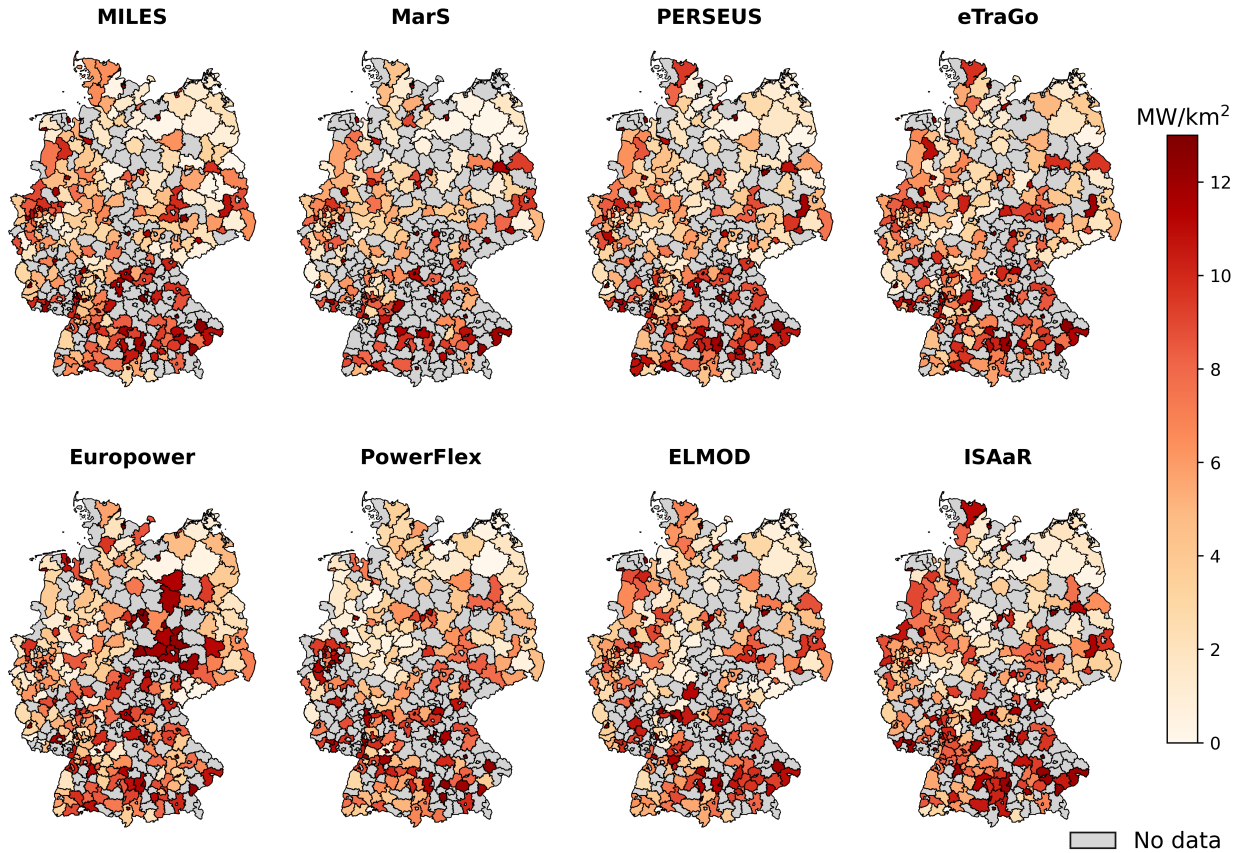 MILES
MarS
PERSEUS
eTraGo
MW/km²
12
10
8
6
4
2
0
Europower
PowerFlex
ELMOD
ISAaR
No data